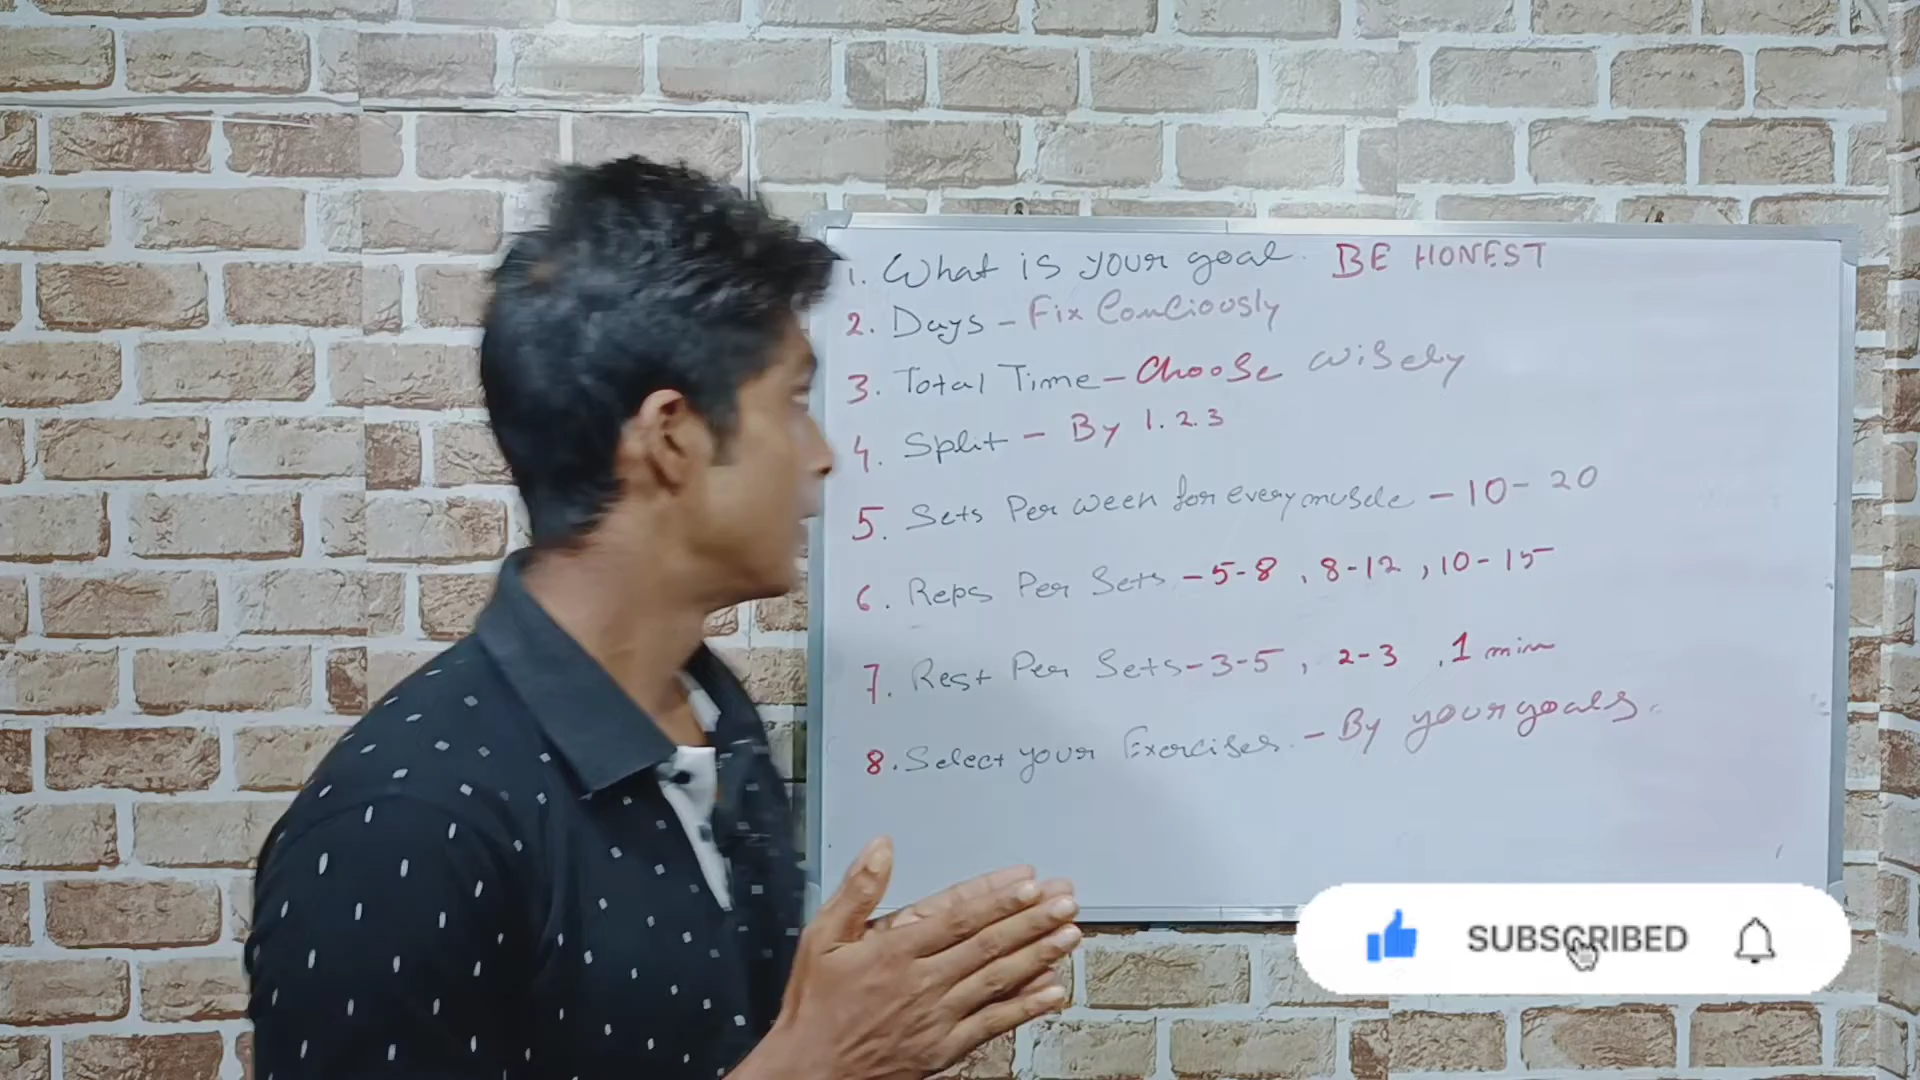 1. What is your goal. BE HONEST
2. Days - Fix Conciously
3. Total Time - Choose wisely
4. Split - By 1.2.3
5. Sets Per week for every muscle - 10 - 20
6. Reps Per Sets - 5-8 , 8-12 , 10-15
7. Rest Per Sets - 3-5 , 2-3 , 1 min
8. Select your Exercises. - By your goals.
SUBSCRIBED